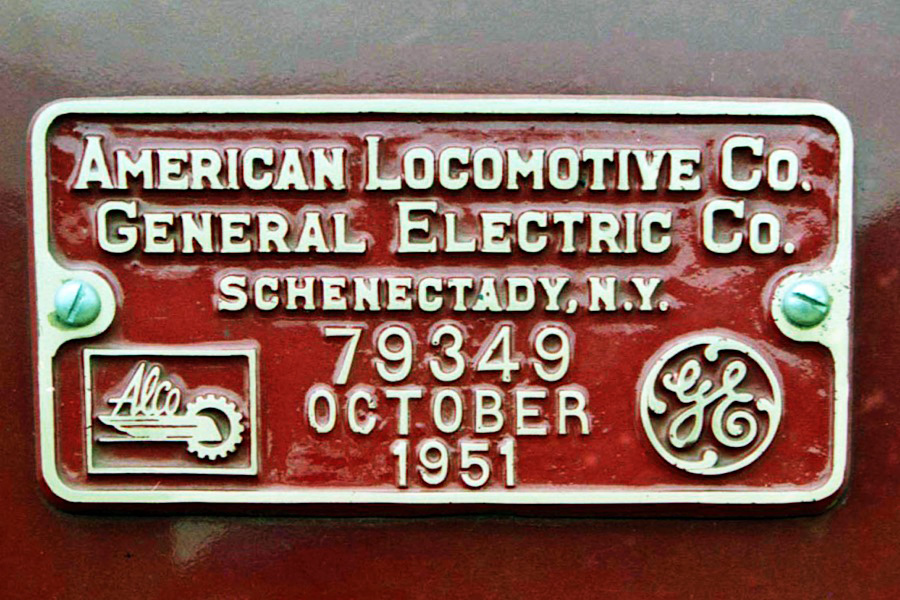 AMERICAN LOCOMOTIVE CO.
GENERAL ELECTRIC CO.
SCHENECTADY, N.Y.
79349
OCTOBER
1951
Alco
GE